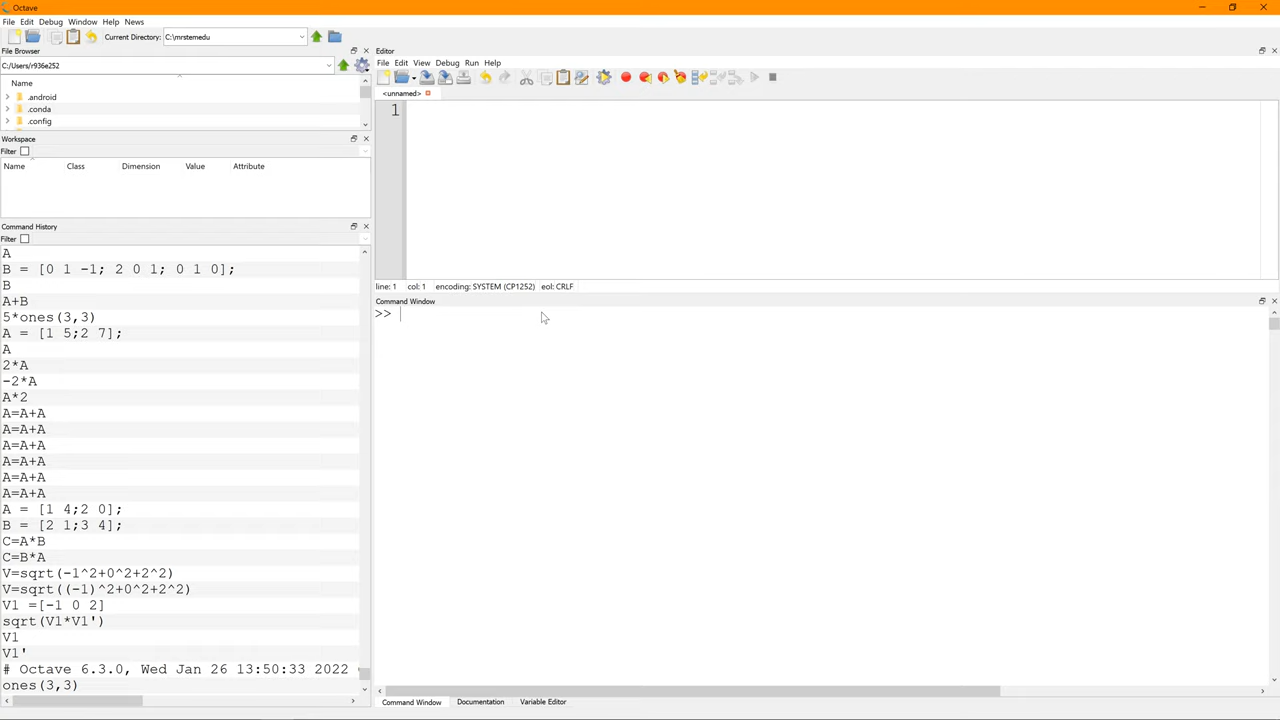 Octave
File Edit Debug Window Help News
Current Directory: C:\mrstemedu
File Browser
C:/Users/r936e252
Name
.android
.conda
.config
Workspace
Filter
Name Class Dimension Value Attribute
Command History
Filter
A
B = [0 1 -1; 2 0 1; 0 1 0];
B
A+B
5*ones(3,3)
A = [1 5;2 7];
A
2*A
-2*A
A*2
A=A+A
A=A+A
A=A+A
A=A+A
A=A+A
A=A+A
A = [1 4;2 0];
B = [2 1;3 4];
C=A*B
C=B*A
V=sqrt(-1^2+0^2+2^2)
V=sqrt((-1)^2+0^2+2^2)
V1 =[-1 0 2]
sqrt(V1*V1')
V1
V1'
# Octave 6.3.0, Wed Jan 26 13:50:33 2022
ones(3,3)
Editor
File Edit View Debug Run Help
<unnamed>
1
line: 1 col: 1 encoding: SYSTEM (CP1252) eol: CRLF
Command Window
>>
Command Window Documentation Variable Editor